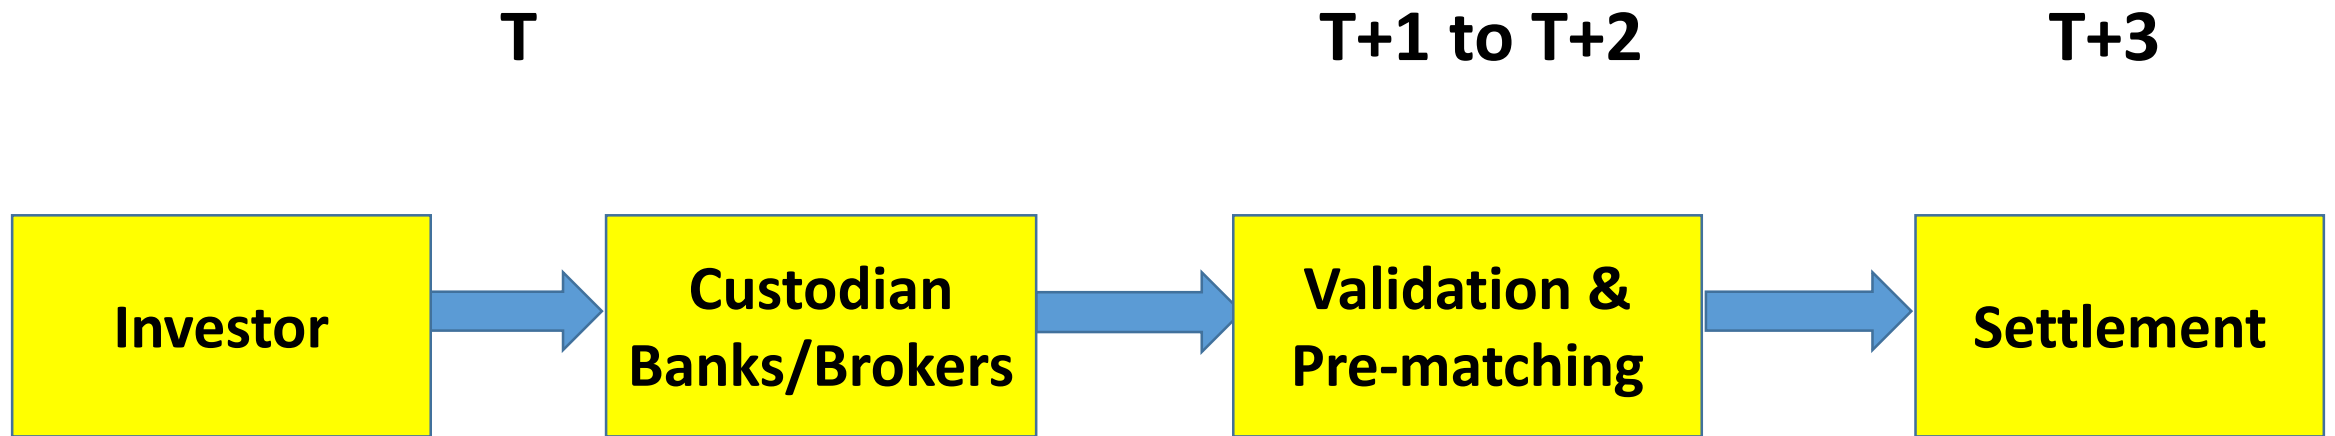 T
T+1 to T+2
T+3
Investor
Custodian
Banks/Brokers
Validation &
Pre-matching
Settlement